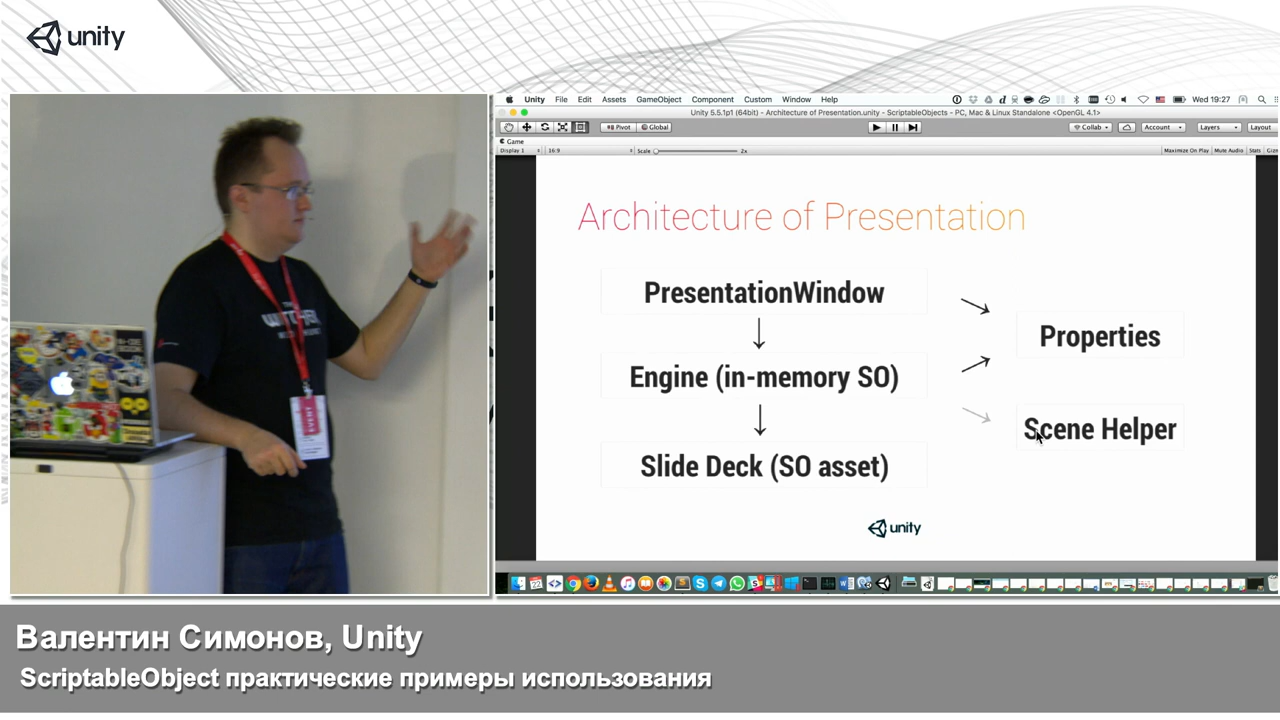 unity
Unity File Edit Assets GameObject Component Custom Window Help
Wed 19:27
Unity 5.5.1p1 (64bit) - Architecture of Presentation.unity - ScriptableObjects - PC, Mac & Linux Standalone <OpenGL 4.1>
Pivot Global
Collab
Account
Layers
Layout
Game
Display 1
16:9
Scale
2x
Maximize On Play Mute Audio Stats
Architecture of Presentation
PresentationWindow
Properties
Engine (in-memory SO)
Scene Helper
Slide Deck (SO asset)
unity
EVENT
Валентин Симонов, Unity
ScriptableObject практические примеры использования